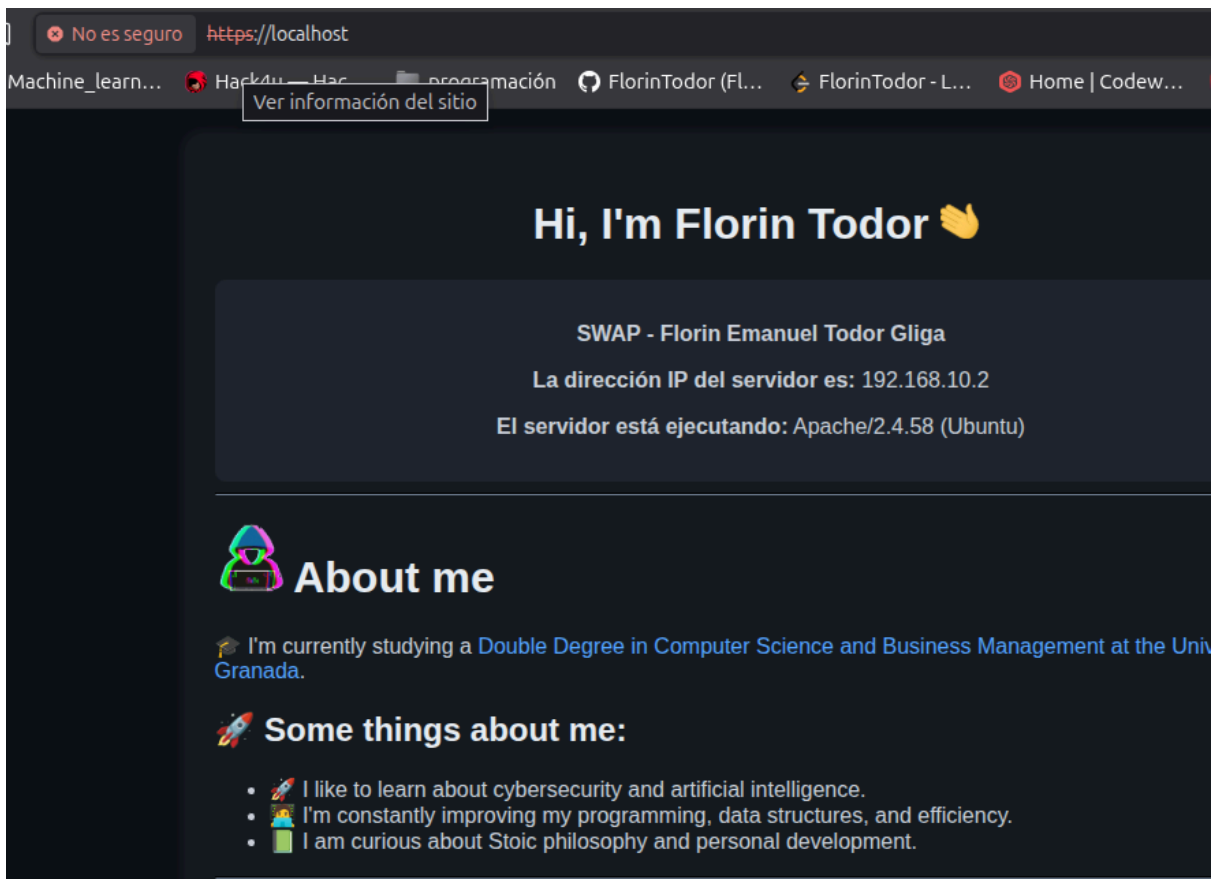 No es seguro https://localhost
Machine_learn... Hack4u — Hac... programación FlorinTodor (Fl... FlorinTodor - L... Home | Codew...
Ver información del sitio
Hi, I'm Florin Todor 👋
SWAP - Florin Emanuel Todor Gliga
La dirección IP del servidor es: 192.168.10.2
El servidor está ejecutando: Apache/2.4.58 (Ubuntu)
About me
🎓 I'm currently studying a Double Degree in Computer Science and Business Management at the Univ
Granada.
🚀 Some things about me:
• 🚀 I like to learn about cybersecurity and artificial intelligence.
• 🧑‍💻 I'm constantly improving my programming, data structures, and efficiency.
• 📗 I am curious about Stoic philosophy and personal development.